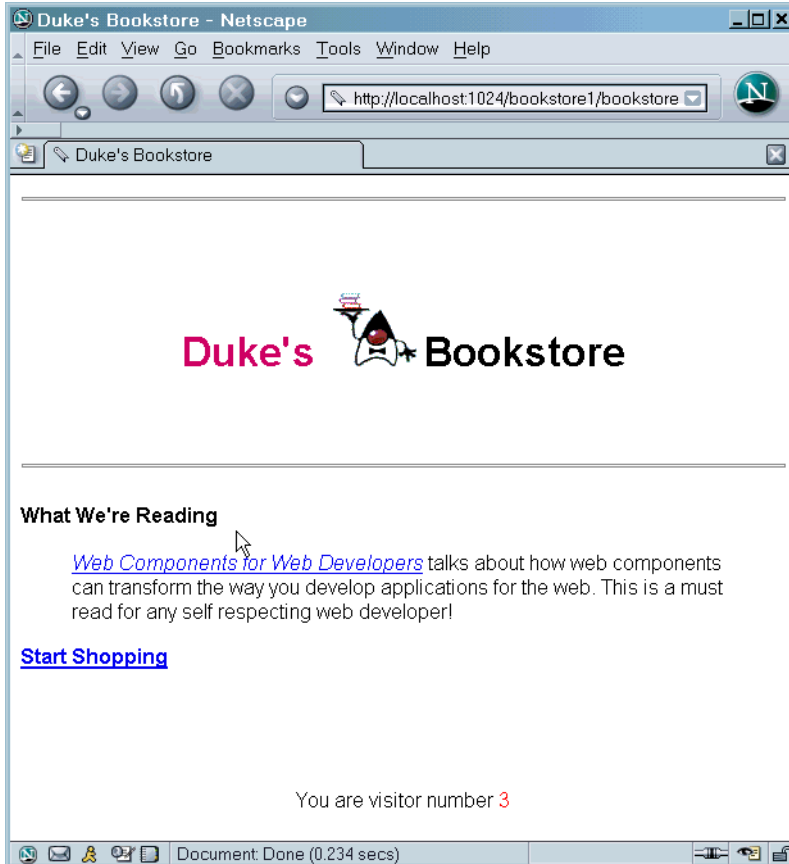 Duke's Bookstore - Netscape
File Edit View Go Bookmarks Tools Window Help
http://localhost:1024/bookstore1/bookstore
N
Duke's Bookstore
Duke's Bookstore
What We're Reading
Web Components for Web Developers talks about how web components
can transform the way you develop applications for the web. This is a must
read for any self respecting web developer!
Start Shopping
You are visitor number 3
Document: Done (0.234 secs)